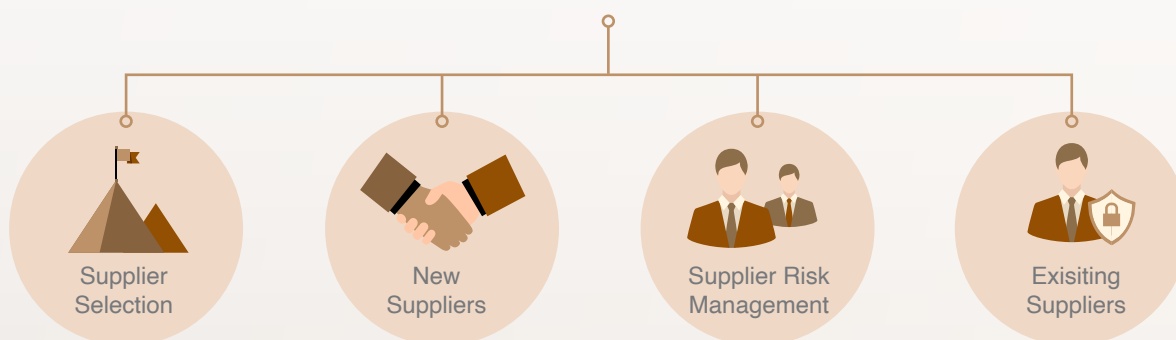 Supplier
Selection
New
Suppliers
Supplier Risk
Management
Exisiting
Suppliers